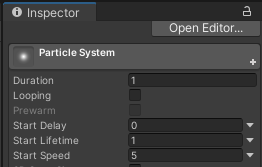 Inspector
Open Editor...
Particle System
Duration 1
Looping
Prewarm
Start Delay 0
Start Lifetime 1
Start Speed 5